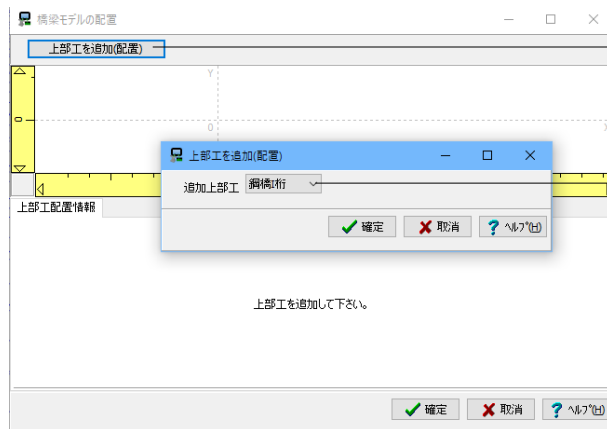 橋梁モデルの配置
上部工を追加(配置)
Y
0
0
X
上部工を追加(配置)
追加上部工 鋼橋I桁
確定 取消 ヘルプ(H)
上部工配置情報
上部工を追加して下さい。
確定 取消 ヘルプ(H)